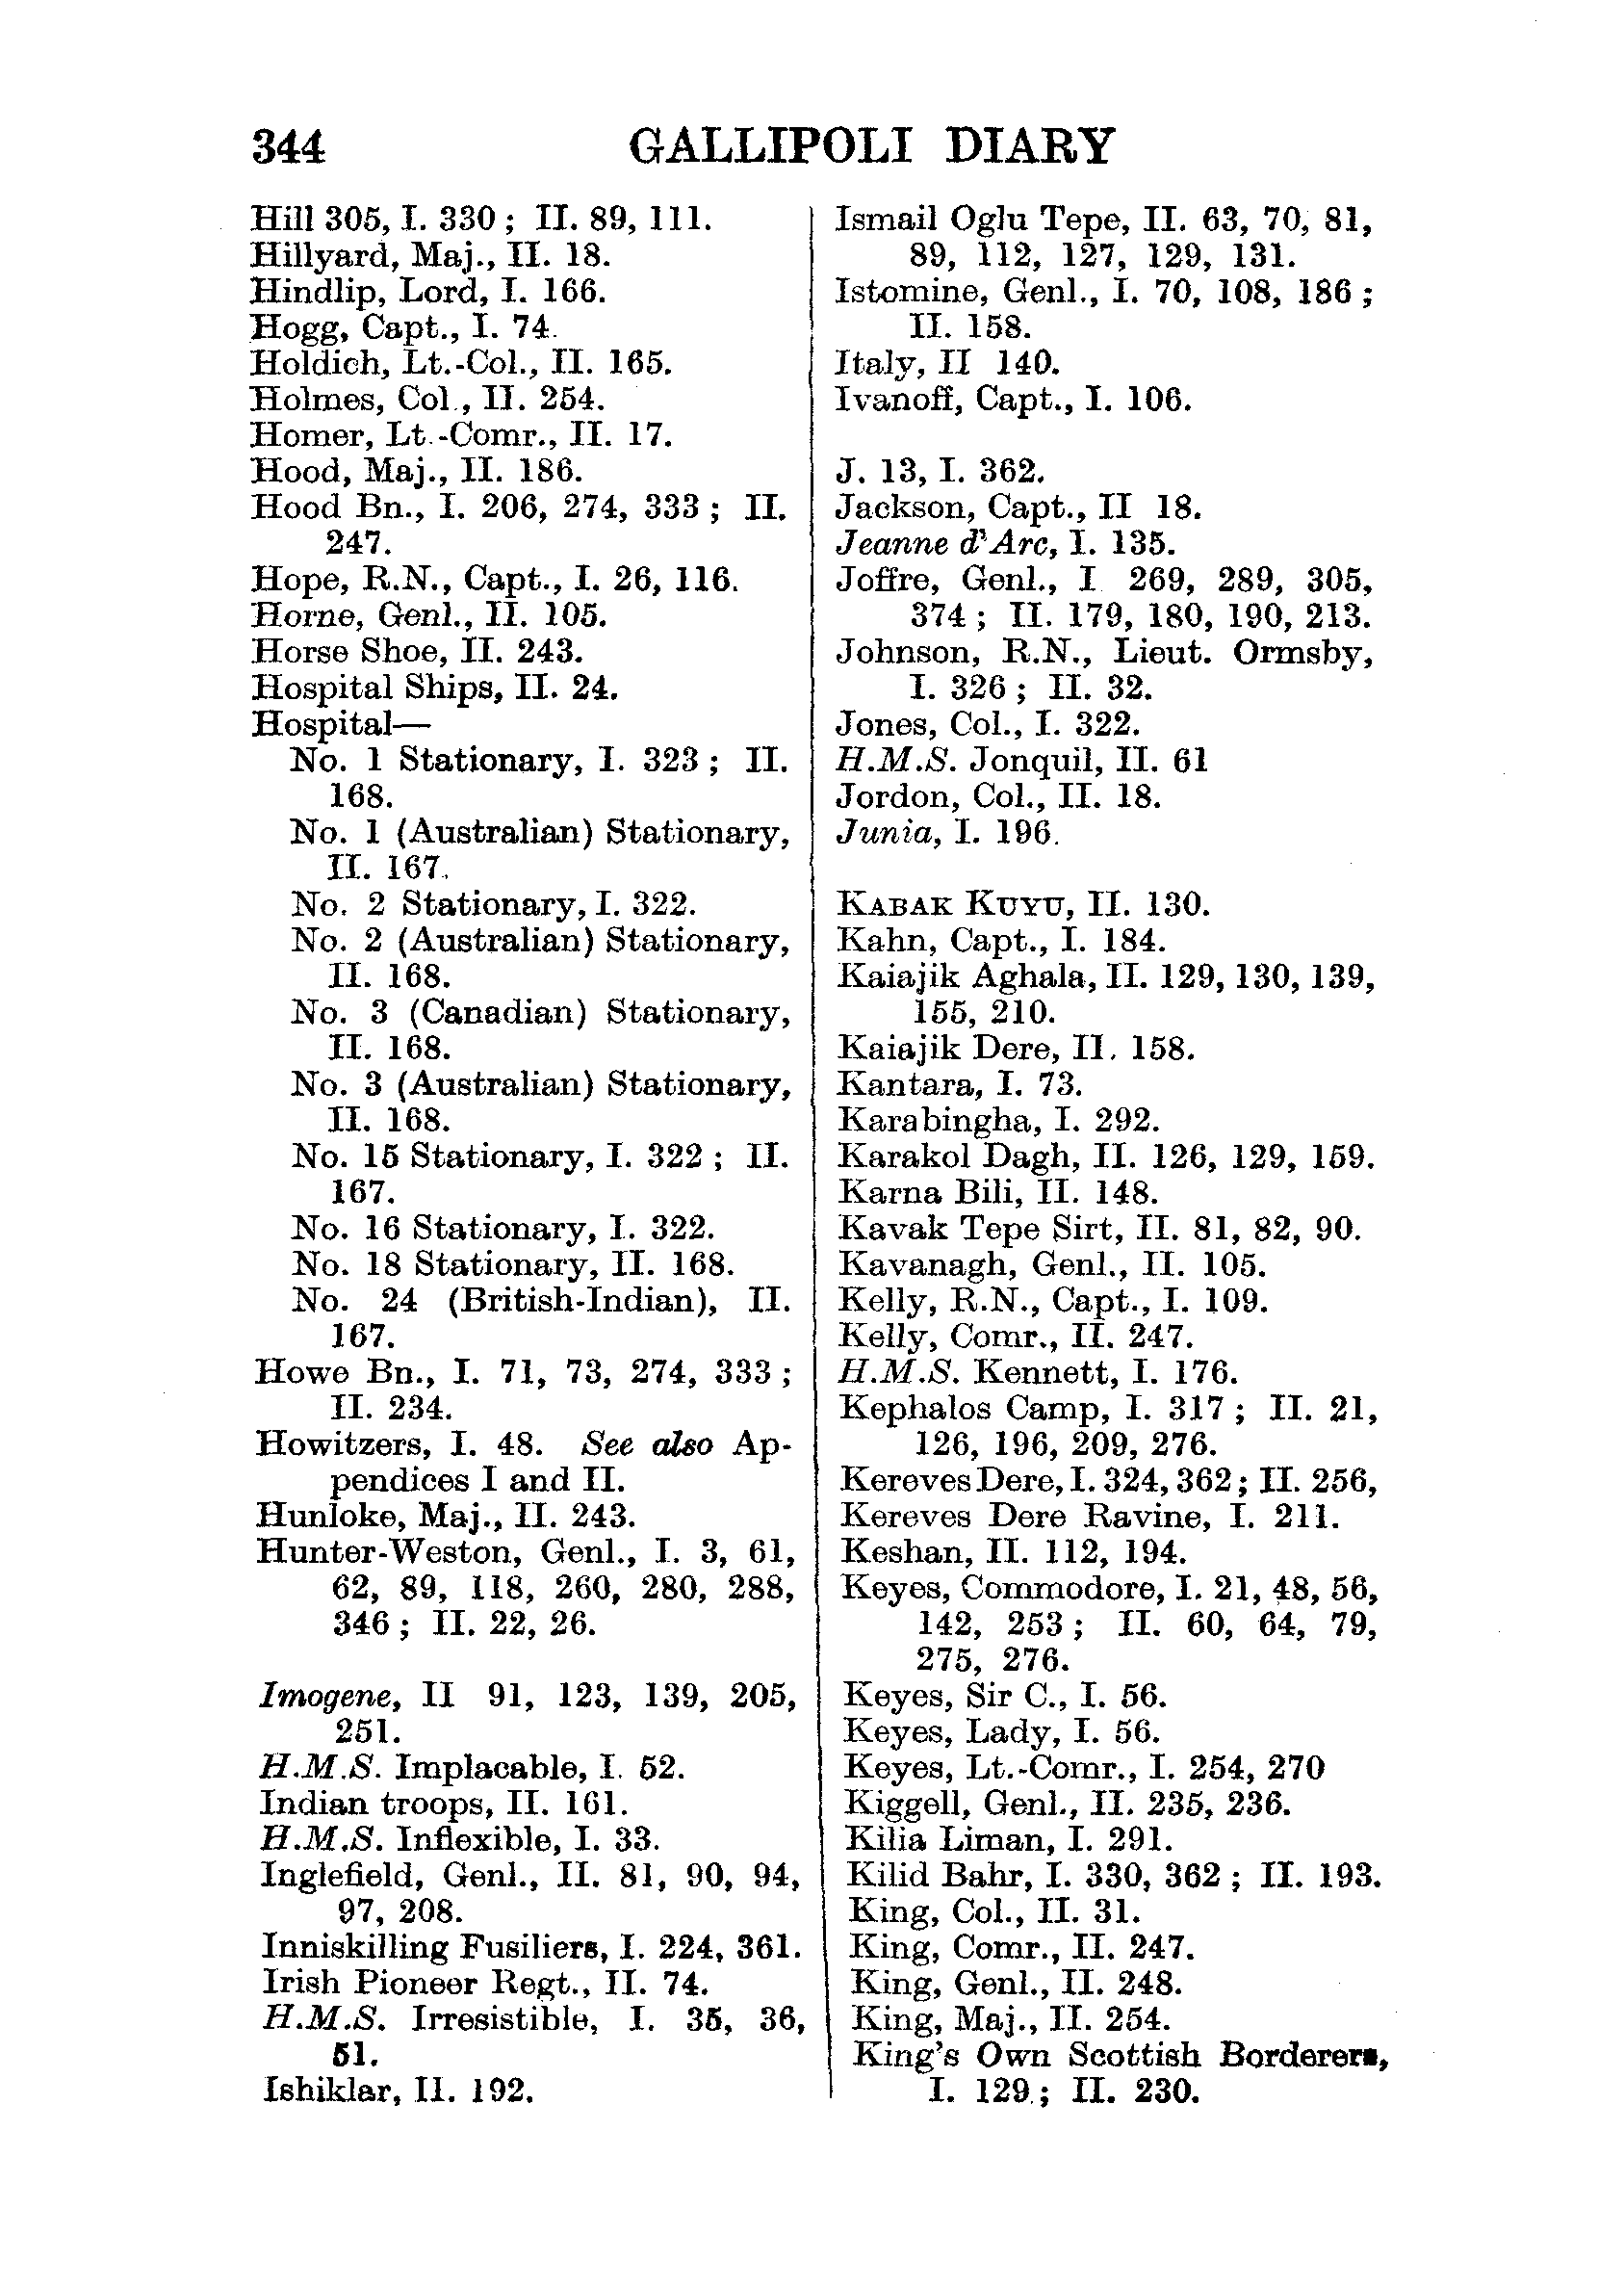 344 GALLIPOLI DIARY
Hill 305, I. 330 ; II. 89, 111.
Hillyard, Maj., II. 18.
Hindlip, Lord, I. 166.
Hogg, Capt., I. 74.
Holdich, Lt.-Col., II. 165.
Holmes, Col., II. 254.
Homer, Lt.-Comr., II. 17.
Hood, Maj., II. 186.
Hood Bn., I. 206, 274, 333 ; II.
247.
Hope, R.N., Capt., I. 26, 116.
Horne, Genl., II. 105.
Horse Shoe, II. 243.
Hospital Ships, II. 24.
Hospital—
No. 1 Stationary, I. 323 ; II.
168.
No. 1 (Australian) Stationary,
II. 167.
No. 2 Stationary, I. 322.
No. 2 (Australian) Stationary,
II. 168.
No. 3 (Canadian) Stationary,
II. 168.
No. 3 (Australian) Stationary,
II. 168.
No. 15 Stationary, I. 322 ; II.
167.
No. 16 Stationary, I. 322.
No. 18 Stationary, II. 168.
No. 24 (British-Indian), II.
167.
Howe Bn., I. 71, 73, 274, 333 ;
II. 234.
Howitzers, I. 48. See also Ap-
pendices I and II.
Hunloke, Maj., II. 243.
Hunter-Weston, Genl., I. 3, 61,
62, 89, 118, 260, 280, 288,
346 ; II. 22, 26.
Imogene, II 91, 123, 139, 205,
251.
H.M.S. Implacable, I. 52.
Indian troops, II. 161.
H.M.S. Inflexible, I. 33.
Inglefield, Genl., II. 81, 90, 94,
97, 208.
Inniskilling Fusiliers, I. 224, 361.
Irish Pioneer Regt., II. 74.
H.M.S. Irresistible, I. 35, 36,
51.
Ishiklar, II. 192.
Ismail Oglu Tepe, II. 63, 70, 81,
89, 112, 127, 129, 131.
Istomine, Genl., I. 70, 108, 186 ;
II. 158.
Italy, II 140.
Ivanoff, Capt., I. 106.
J. 13, I. 362.
Jackson, Capt., II 18.
Jeanne d'Arc, I. 135.
Joffre, Genl., I 269, 289, 305,
374 ; II. 179, 180, 190, 213.
Johnson, R.N., Lieut. Ormsby,
I. 326 ; II. 32.
Jones, Col., I. 322.
H.M.S. Jonquil, II. 61
Jordon, Col., II. 18.
Junia, I. 196.
KABAK KUYU, II. 130.
Kahn, Capt., I. 184.
Kaiajik Aghala, II. 129, 130, 139,
155, 210.
Kaiajik Dere, II. 158.
Kantara, I. 73.
Karabingha, I. 292.
Karakol Dagh, II. 126, 129, 159.
Karna Bili, II. 148.
Kavak Tepe Sirt, II. 81, 82, 90.
Kavanagh, Genl., II. 105.
Kelly, R.N., Capt., I. 109.
Kelly, Comr., II. 247.
H.M.S. Kennett, I. 176.
Kephalos Camp, I. 317 ; II. 21,
126, 196, 209, 276.
Kereves Dere, I. 324, 362 ; II. 256,
Kereves Dere Ravine, I. 211.
Keshan, II. 112, 194.
Keyes, Commodore, I. 21, 48, 56,
142, 253 ; II. 60, 64, 79,
275, 276.
Keyes, Sir C., I. 56.
Keyes, Lady, I. 56.
Keyes, Lt.-Comr., I. 254, 270
Kiggell, Genl., II. 235, 236.
Kilia Liman, I. 291.
Kilid Bahr, I. 330, 362 ; II. 193.
King, Col., II. 31.
King, Comr., II. 247.
King, Genl., II. 248.
King, Maj., II. 254.
King's Own Scottish Borderers,
I. 129 ; II. 230.